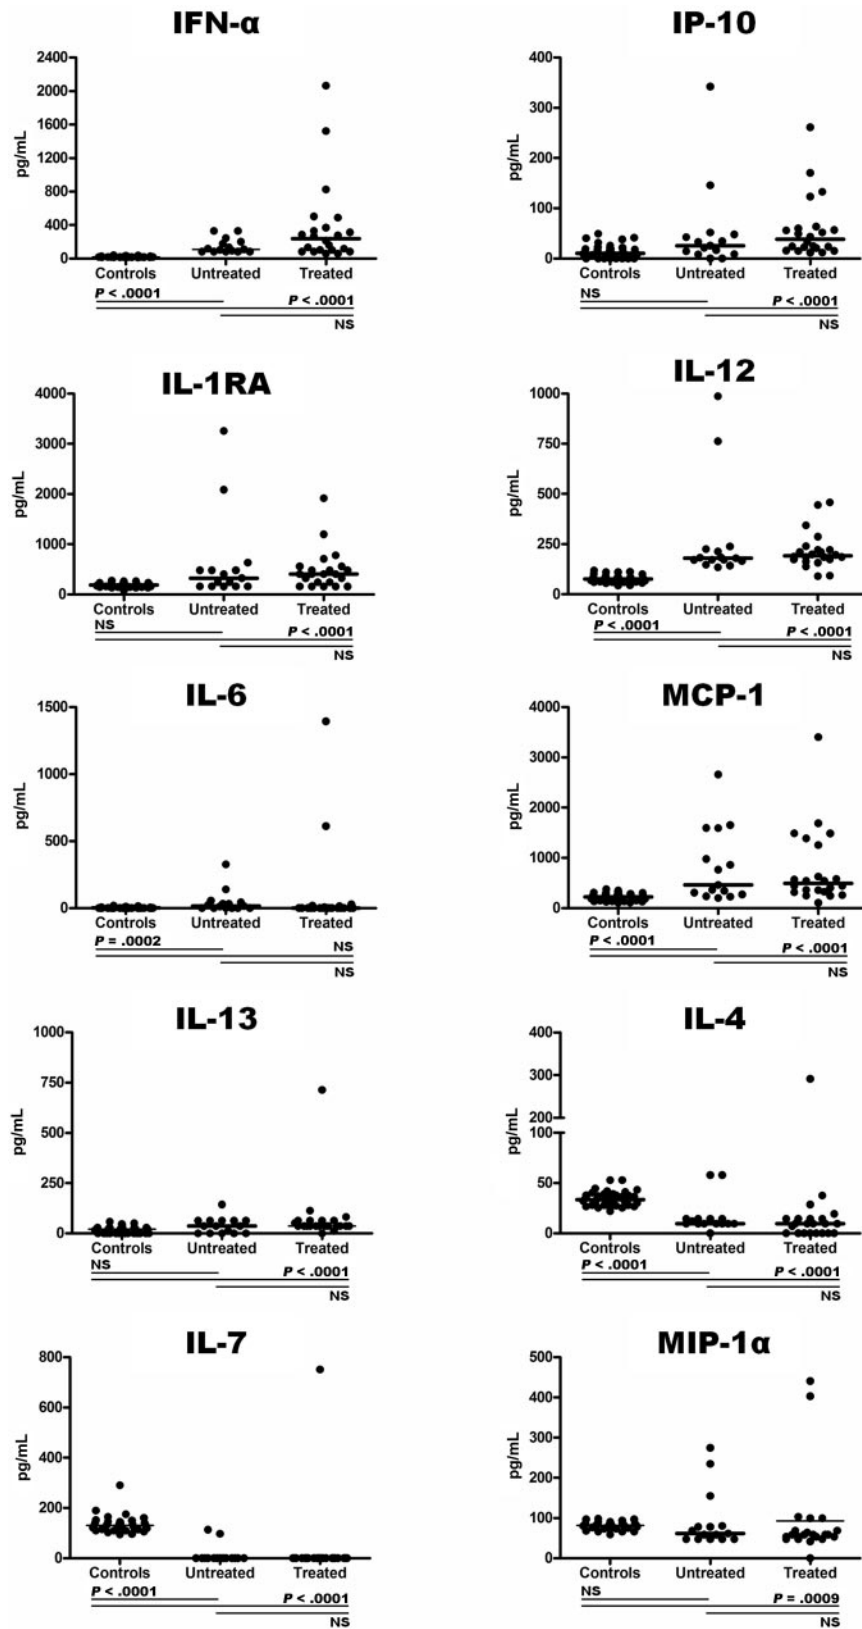 IFN-α
2400
2000
1600
1200
800
400
0
pg/mL
Controls Untreated Treated
P < .0001
P < .0001
NS
IP-10
400
300
200
100
0
pg/mL
Controls Untreated Treated
NS
P < .0001
NS
IL-1RA
4000
3000
2000
1000
0
pg/mL
Controls Untreated Treated
NS
P < .0001
NS
IL-12
1000
750
500
250
0
pg/mL
Controls Untreated Treated
P < .0001
P < .0001
NS
IL-6
1500
1000
500
0
pg/mL
Controls Untreated Treated
P = .0002
NS
NS
MCP-1
4000
3000
2000
1000
0
pg/mL
Controls Untreated Treated
P < .0001
P < .0001
NS
IL-13
1000
750
500
250
0
pg/mL
Controls Untreated Treated
NS
P < .0001
NS
IL-4
400
300
200
100
50
0
pg/mL
Controls Untreated Treated
P < .0001
P < .0001
NS
IL-7
800
600
400
200
0
pg/mL
Controls Untreated Treated
P < .0001
P < .0001
NS
MIP-1α
500
400
300
200
100
0
pg/mL
Controls Untreated Treated
NS
P = .0009
NS